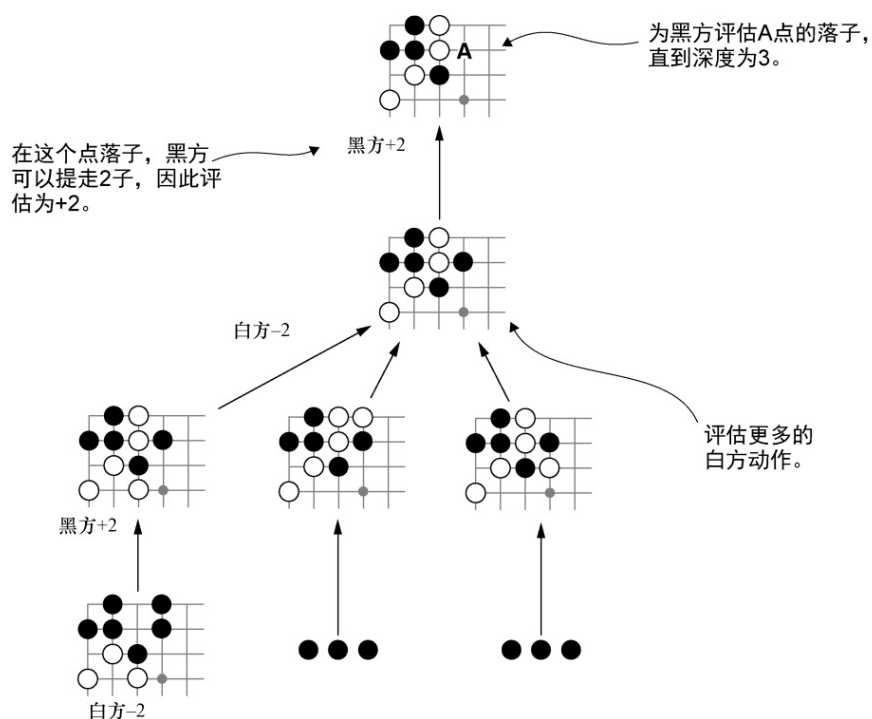 A
为黑方评估A点的落子，
直到深度为3。
黑方+2
在这个点落子，黑方
可以提走2子，因此评
估为+2。
白方–2
评估更多的
白方动作。
黑方+2
白方–2